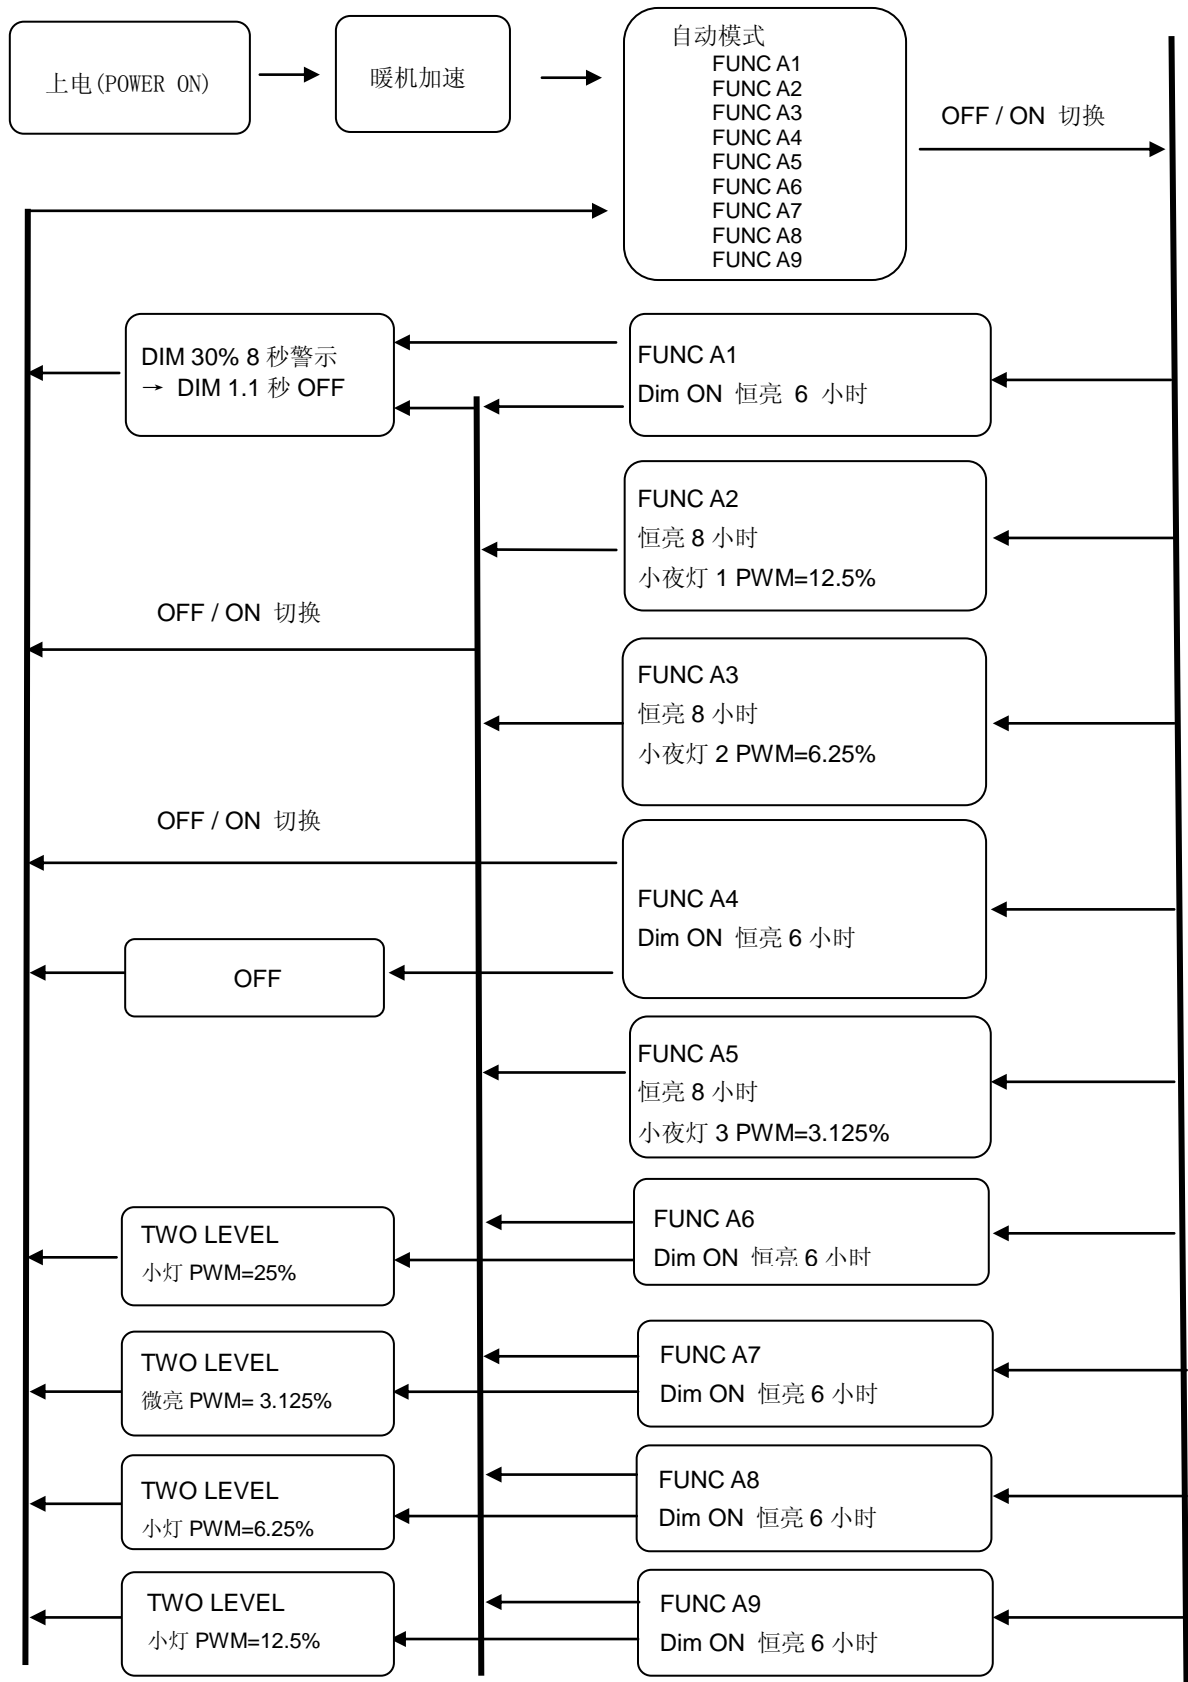 上电(POWER ON)
暖机加速
自动模式
FUNC A1
FUNC A2
FUNC A3
FUNC A4
FUNC A5
FUNC A6
FUNC A7
FUNC A8
FUNC A9
OFF / ON 切换
DIM 30% 8 秒警示
→ DIM 1.1 秒 OFF
FUNC A1
Dim ON 恒亮 6 小时
FUNC A2
恒亮 8 小时
小夜灯 1 PWM=12.5%
OFF / ON 切换
FUNC A3
恒亮 8 小时
小夜灯 2 PWM=6.25%
OFF / ON 切换
FUNC A4
Dim ON 恒亮 6 小时
OFF
FUNC A5
恒亮 8 小时
小夜灯 3 PWM=3.125%
TWO LEVEL
小灯 PWM=25%
FUNC A6
Dim ON 恒亮 6 小时
TWO LEVEL
微亮 PWM= 3.125%
FUNC A7
Dim ON 恒亮 6 小时
TWO LEVEL
小灯 PWM=6.25%
FUNC A8
Dim ON 恒亮 6 小时
TWO LEVEL
小灯 PWM=12.5%
FUNC A9
Dim ON 恒亮 6 小时